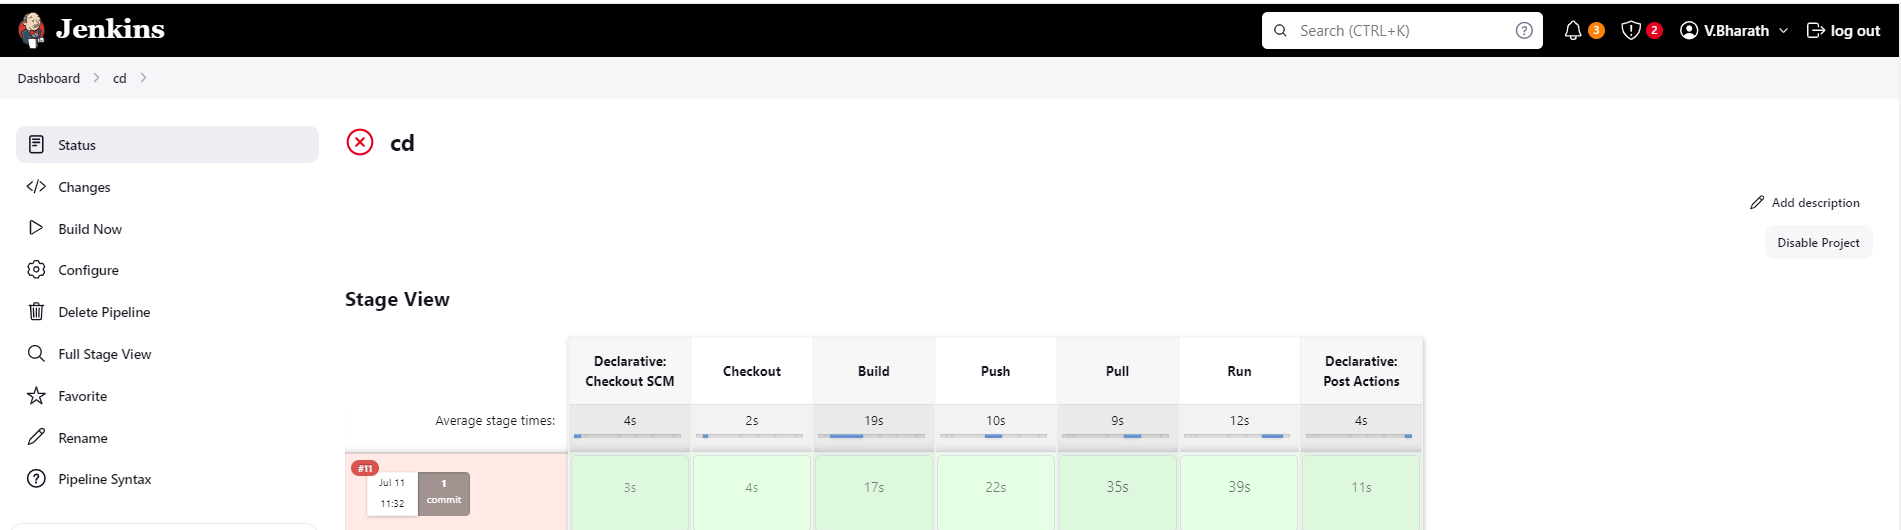 Jenkins
Search (CTRL+K)
3
2
V.Bharath
log out
Dashboard
cd
Status
Changes
Build Now
Configure
Delete Pipeline
Full Stage View
Favorite
Rename
Pipeline Syntax
cd
Add description
Disable Project
Stage View
Declarative: Checkout SCM
Checkout
Build
Push
Pull
Run
Declarative: Post Actions
Average stage times:
4s
2s
19s
10s
9s
12s
4s
#11
Jul 11
11:32
1
commit
3s
4s
17s
22s
35s
39s
11s